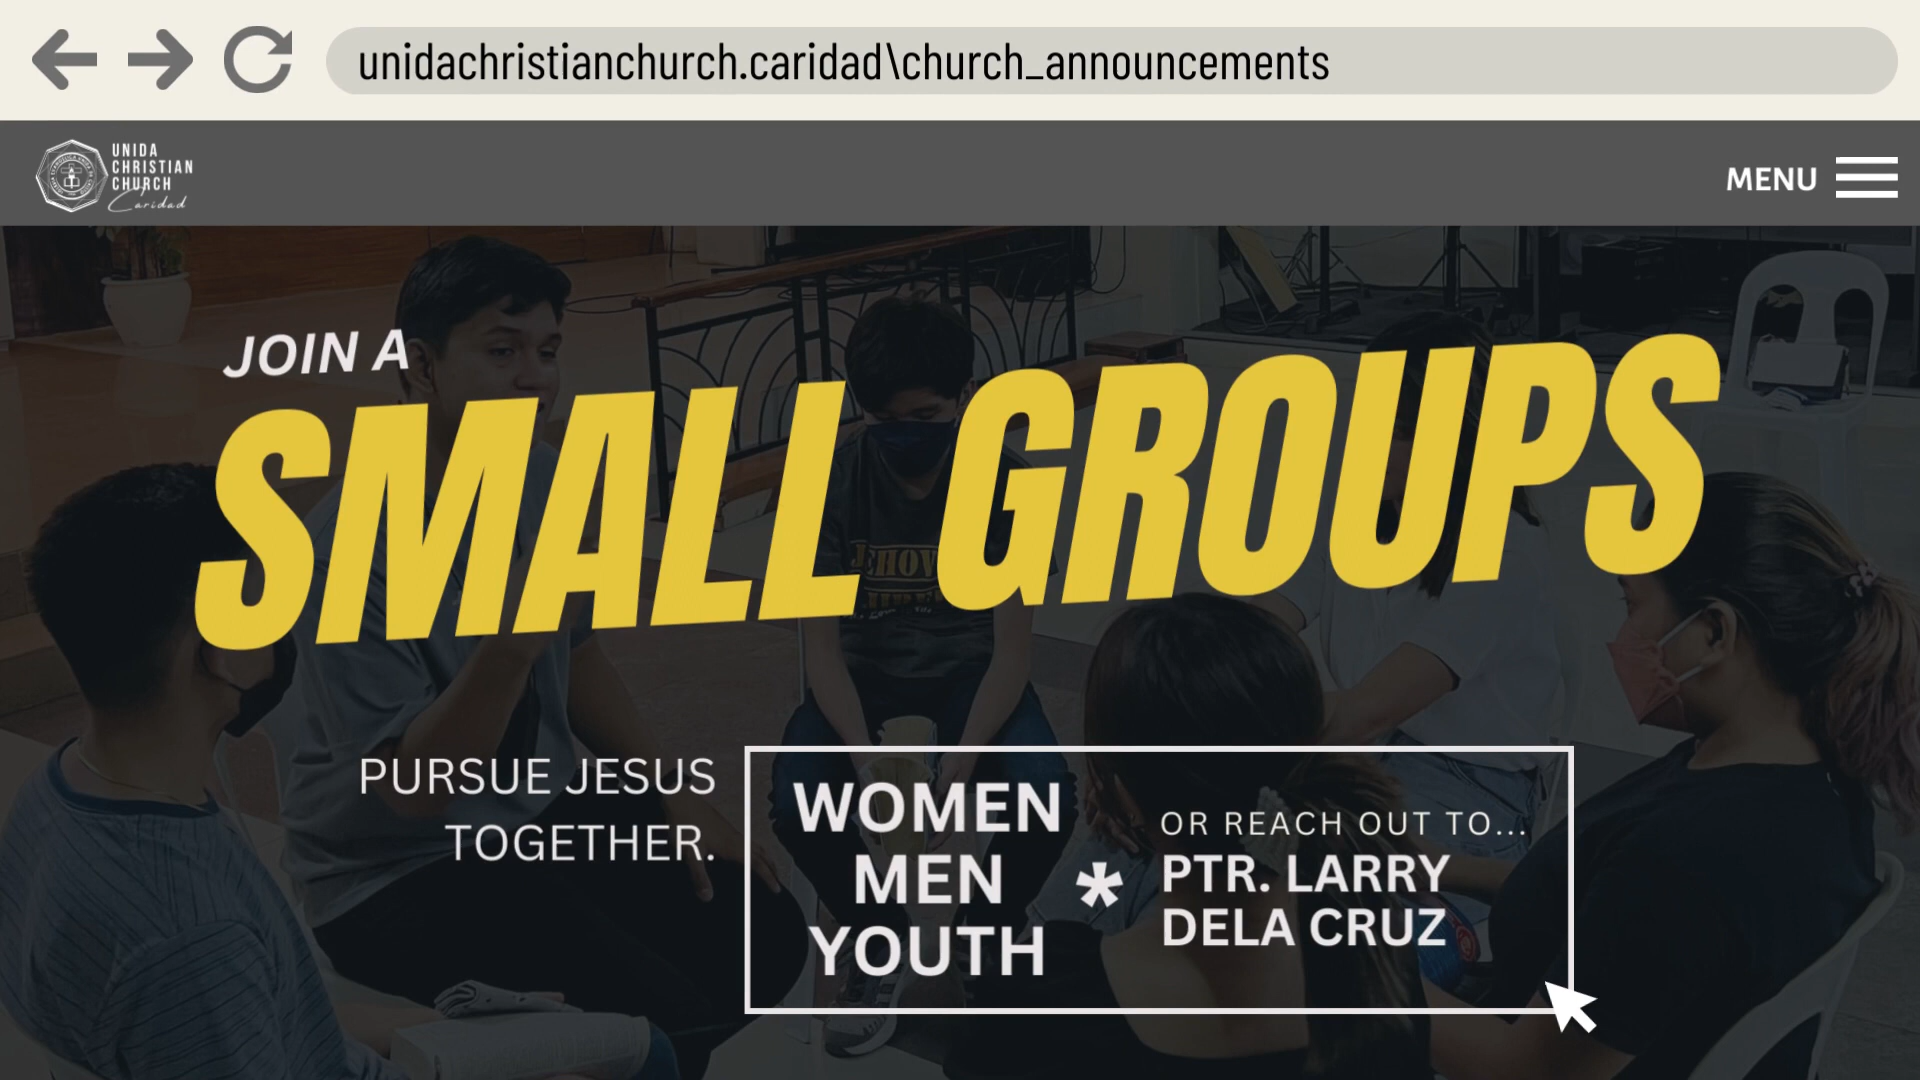 unidachristianchurch.caridad\church_announcements
UNIDA
CHRISTIAN
CHURCH
Caridad
MENU
JOIN A
SMALL GROUPS
JEHOV
PURSUE JESUS
TOGETHER.
WOMEN
MEN
YOUTH
*
OR REACH OUT TO...
PTR. LARRY
DELA CRUZ